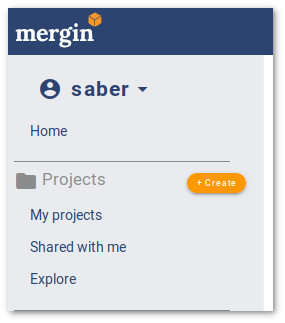 mergin
saber
Home
Projects
+ Create
My projects
Shared with me
Explore